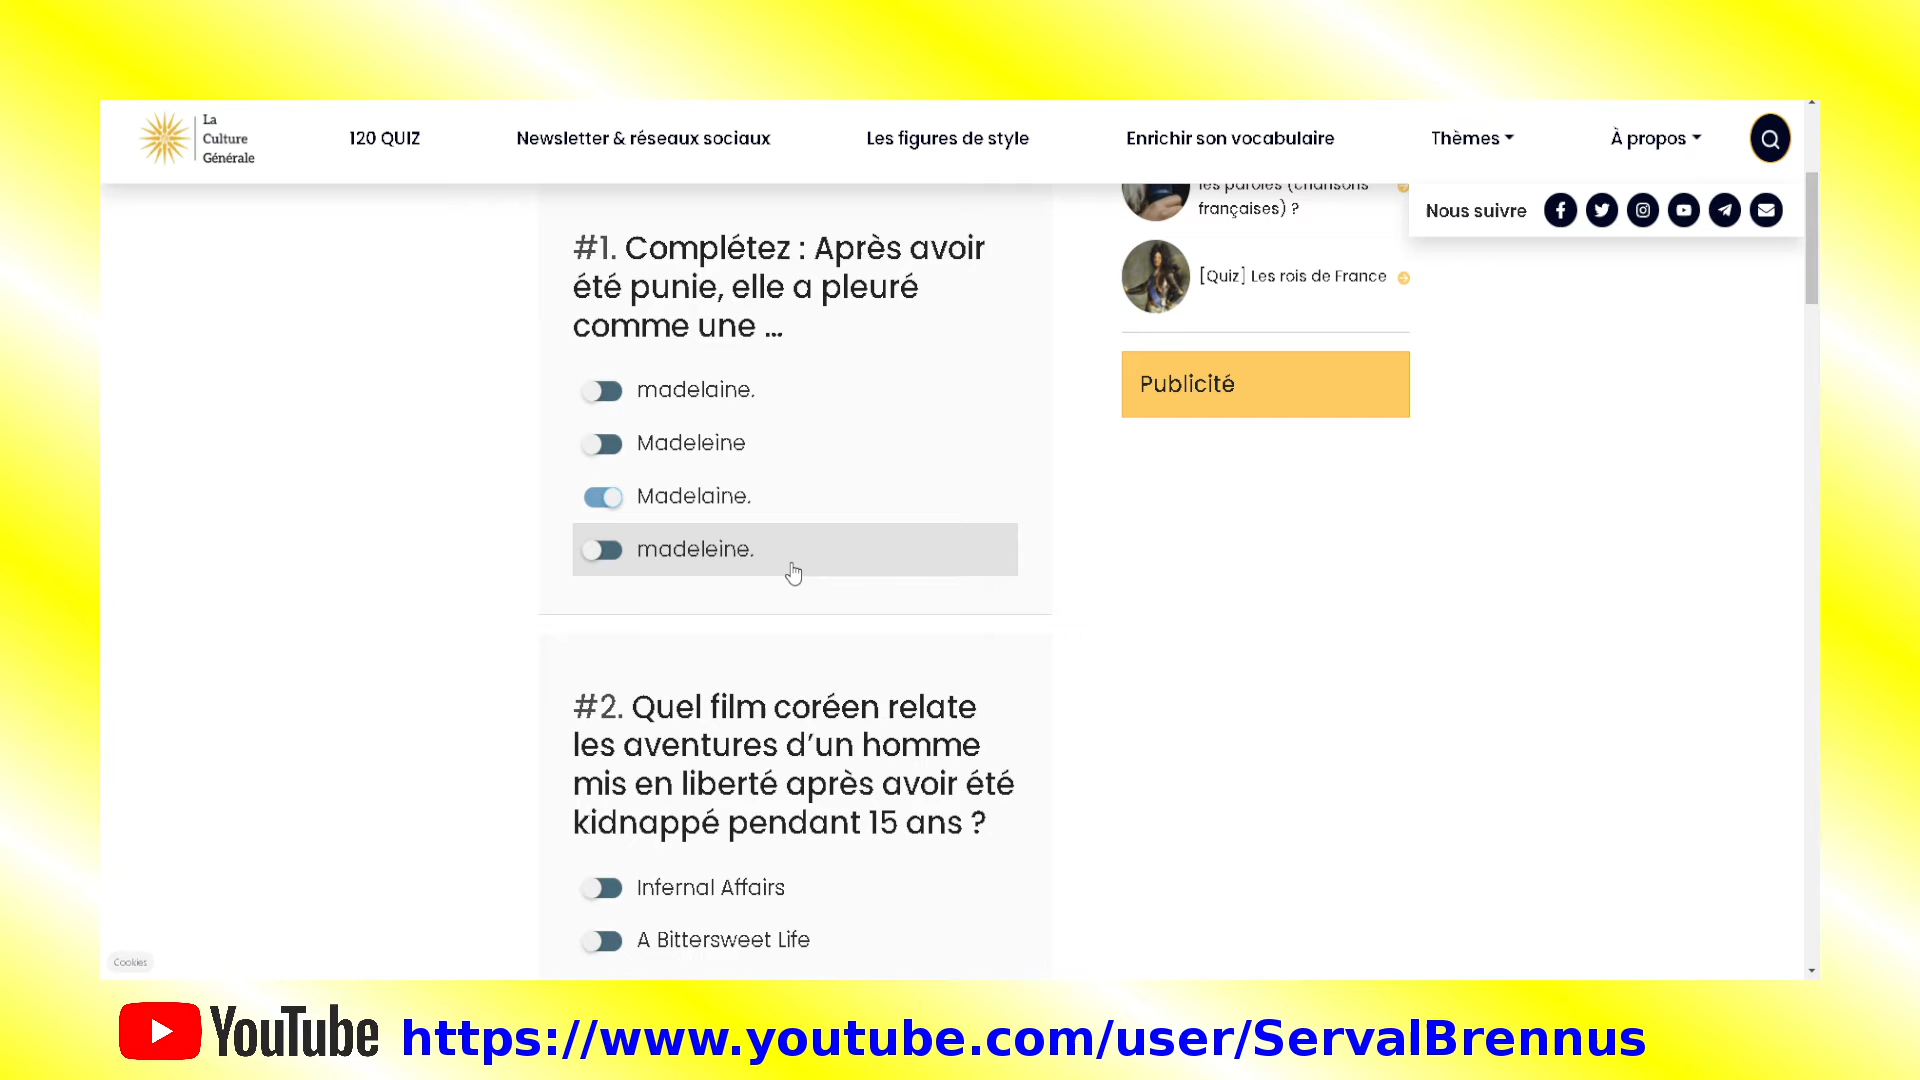 La
Culture
Générale
120 QUIZ
Newsletter & réseaux sociaux
Les figures de style
Enrichir son vocabulaire
Thèmes
À propos
Nous suivre
les paroles (chansons
françaises) ?
[Quiz] Les rois de France
Publicité
#1. Complétez : Après avoir
été punie, elle a pleuré
comme une ...
madelaine.
Madeleine
Madelaine.
madeleine.
#2. Quel film coréen relate
les aventures d’un homme
mis en liberté après avoir été
kidnappé pendant 15 ans ?
Infernal Affairs
A Bittersweet Life
Cookies
YouTube https://www.youtube.com/user/ServalBrennus